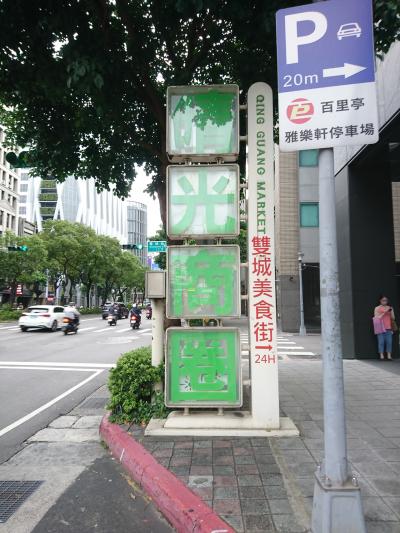 晴
光
商
圈
QING GUANG MARKET
雙城美食街→
24H
P
20m →
百里亭
雅樂軒停車場